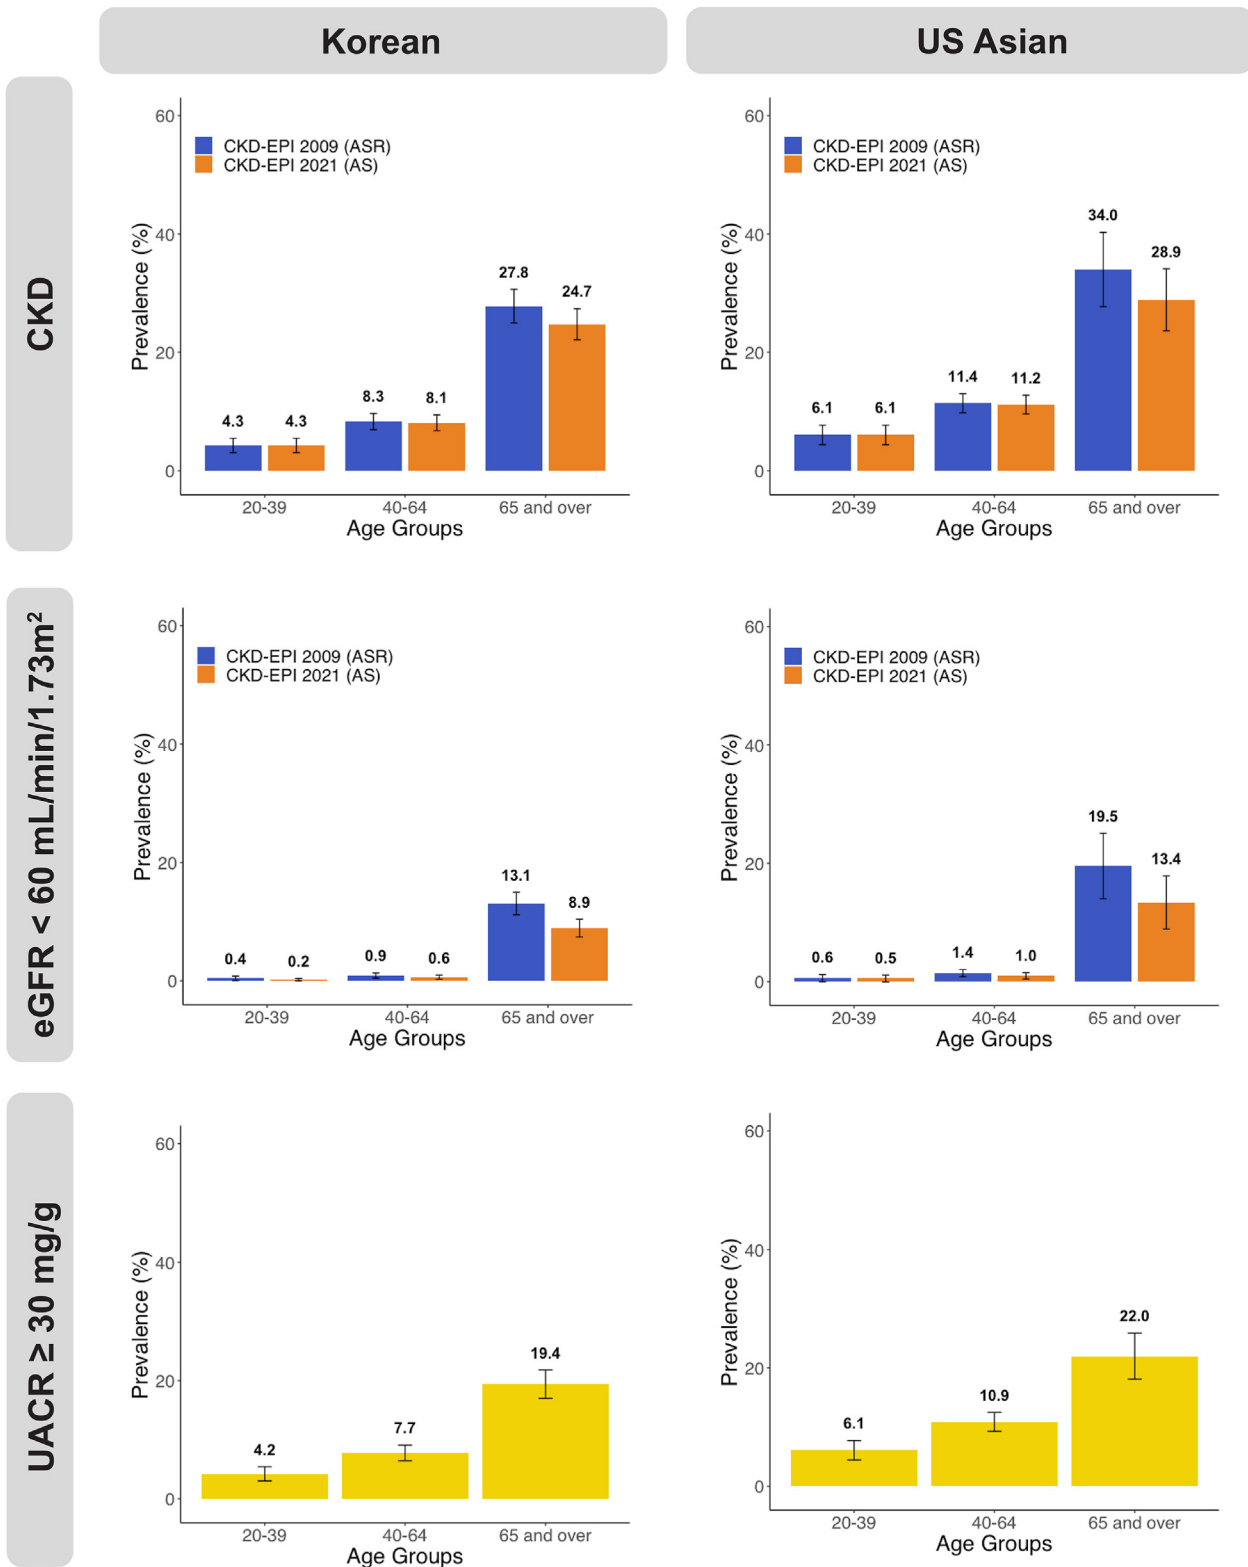 Korean
US Asian
CKD
60
40
20
0
Prevalence (%)
CKD-EPI 2009 (ASR)
CKD-EPI 2021 (AS)
4.3
4.3
8.3
8.1
27.8
24.7
20-39
40-64
65 and over
Age Groups
60
40
20
0
Prevalence (%)
CKD-EPI 2009 (ASR)
CKD-EPI 2021 (AS)
6.1
6.1
11.4
11.2
34.0
28.9
20-39
40-64
65 and over
Age Groups
eGFR < 60 mL/min/1.73m²
60
40
20
0
Prevalence (%)
CKD-EPI 2009 (ASR)
CKD-EPI 2021 (AS)
0.4
0.2
0.9
0.6
13.1
8.9
20-39
40-64
65 and over
Age Groups
60
40
20
0
Prevalence (%)
CKD-EPI 2009 (ASR)
CKD-EPI 2021 (AS)
0.6
0.5
1.4
1.0
19.5
13.4
20-39
40-64
65 and over
Age Groups
UACR ≥ 30 mg/g
60
40
20
0
Prevalence (%)
4.2
7.7
19.4
20-39
40-64
65 and over
Age Groups
60
40
20
0
Prevalence (%)
6.1
10.9
22.0
20-39
40-64
65 and over
Age Groups